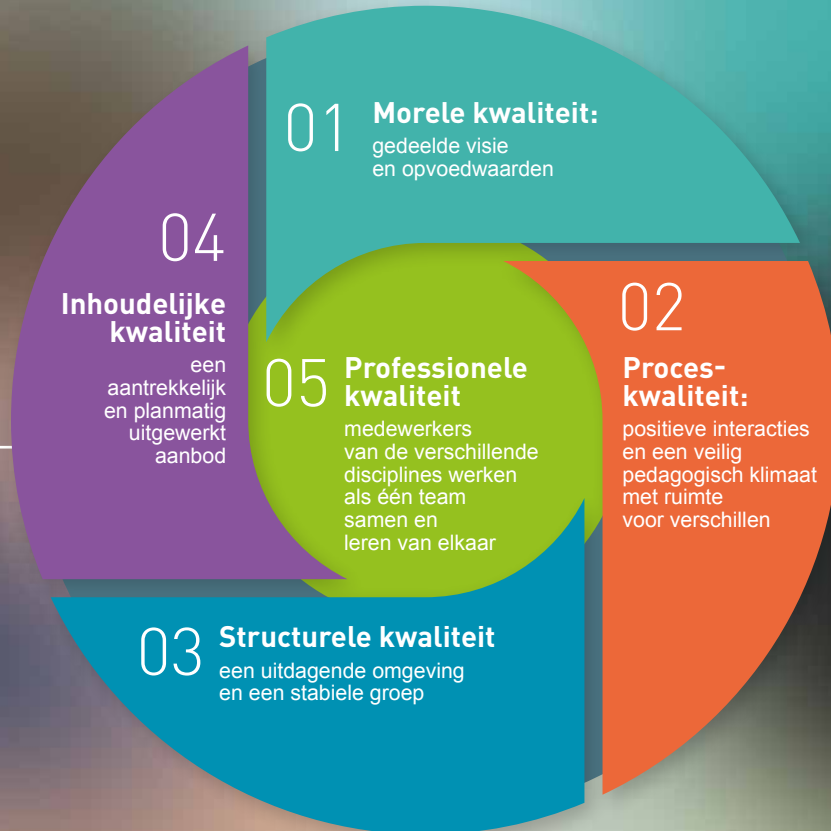 01
Morele kwaliteit:
gedeelde visie
en opvoedwaarden
02
Proces-
kwaliteit:
positieve interacties
en een veilig
pedagogisch klimaat
met ruimte
voor verschillen
03
Structurele kwaliteit
een uitdagende omgeving
en een stabiele groep
04
Inhoudelijke
kwaliteit
een
aantrekkelijk
en planmatig
uitgewerkt
aanbod
05
Professionele
kwaliteit
medewerkers
van de verschillende
disciplines werken
als één team
samen en
leren van elkaar